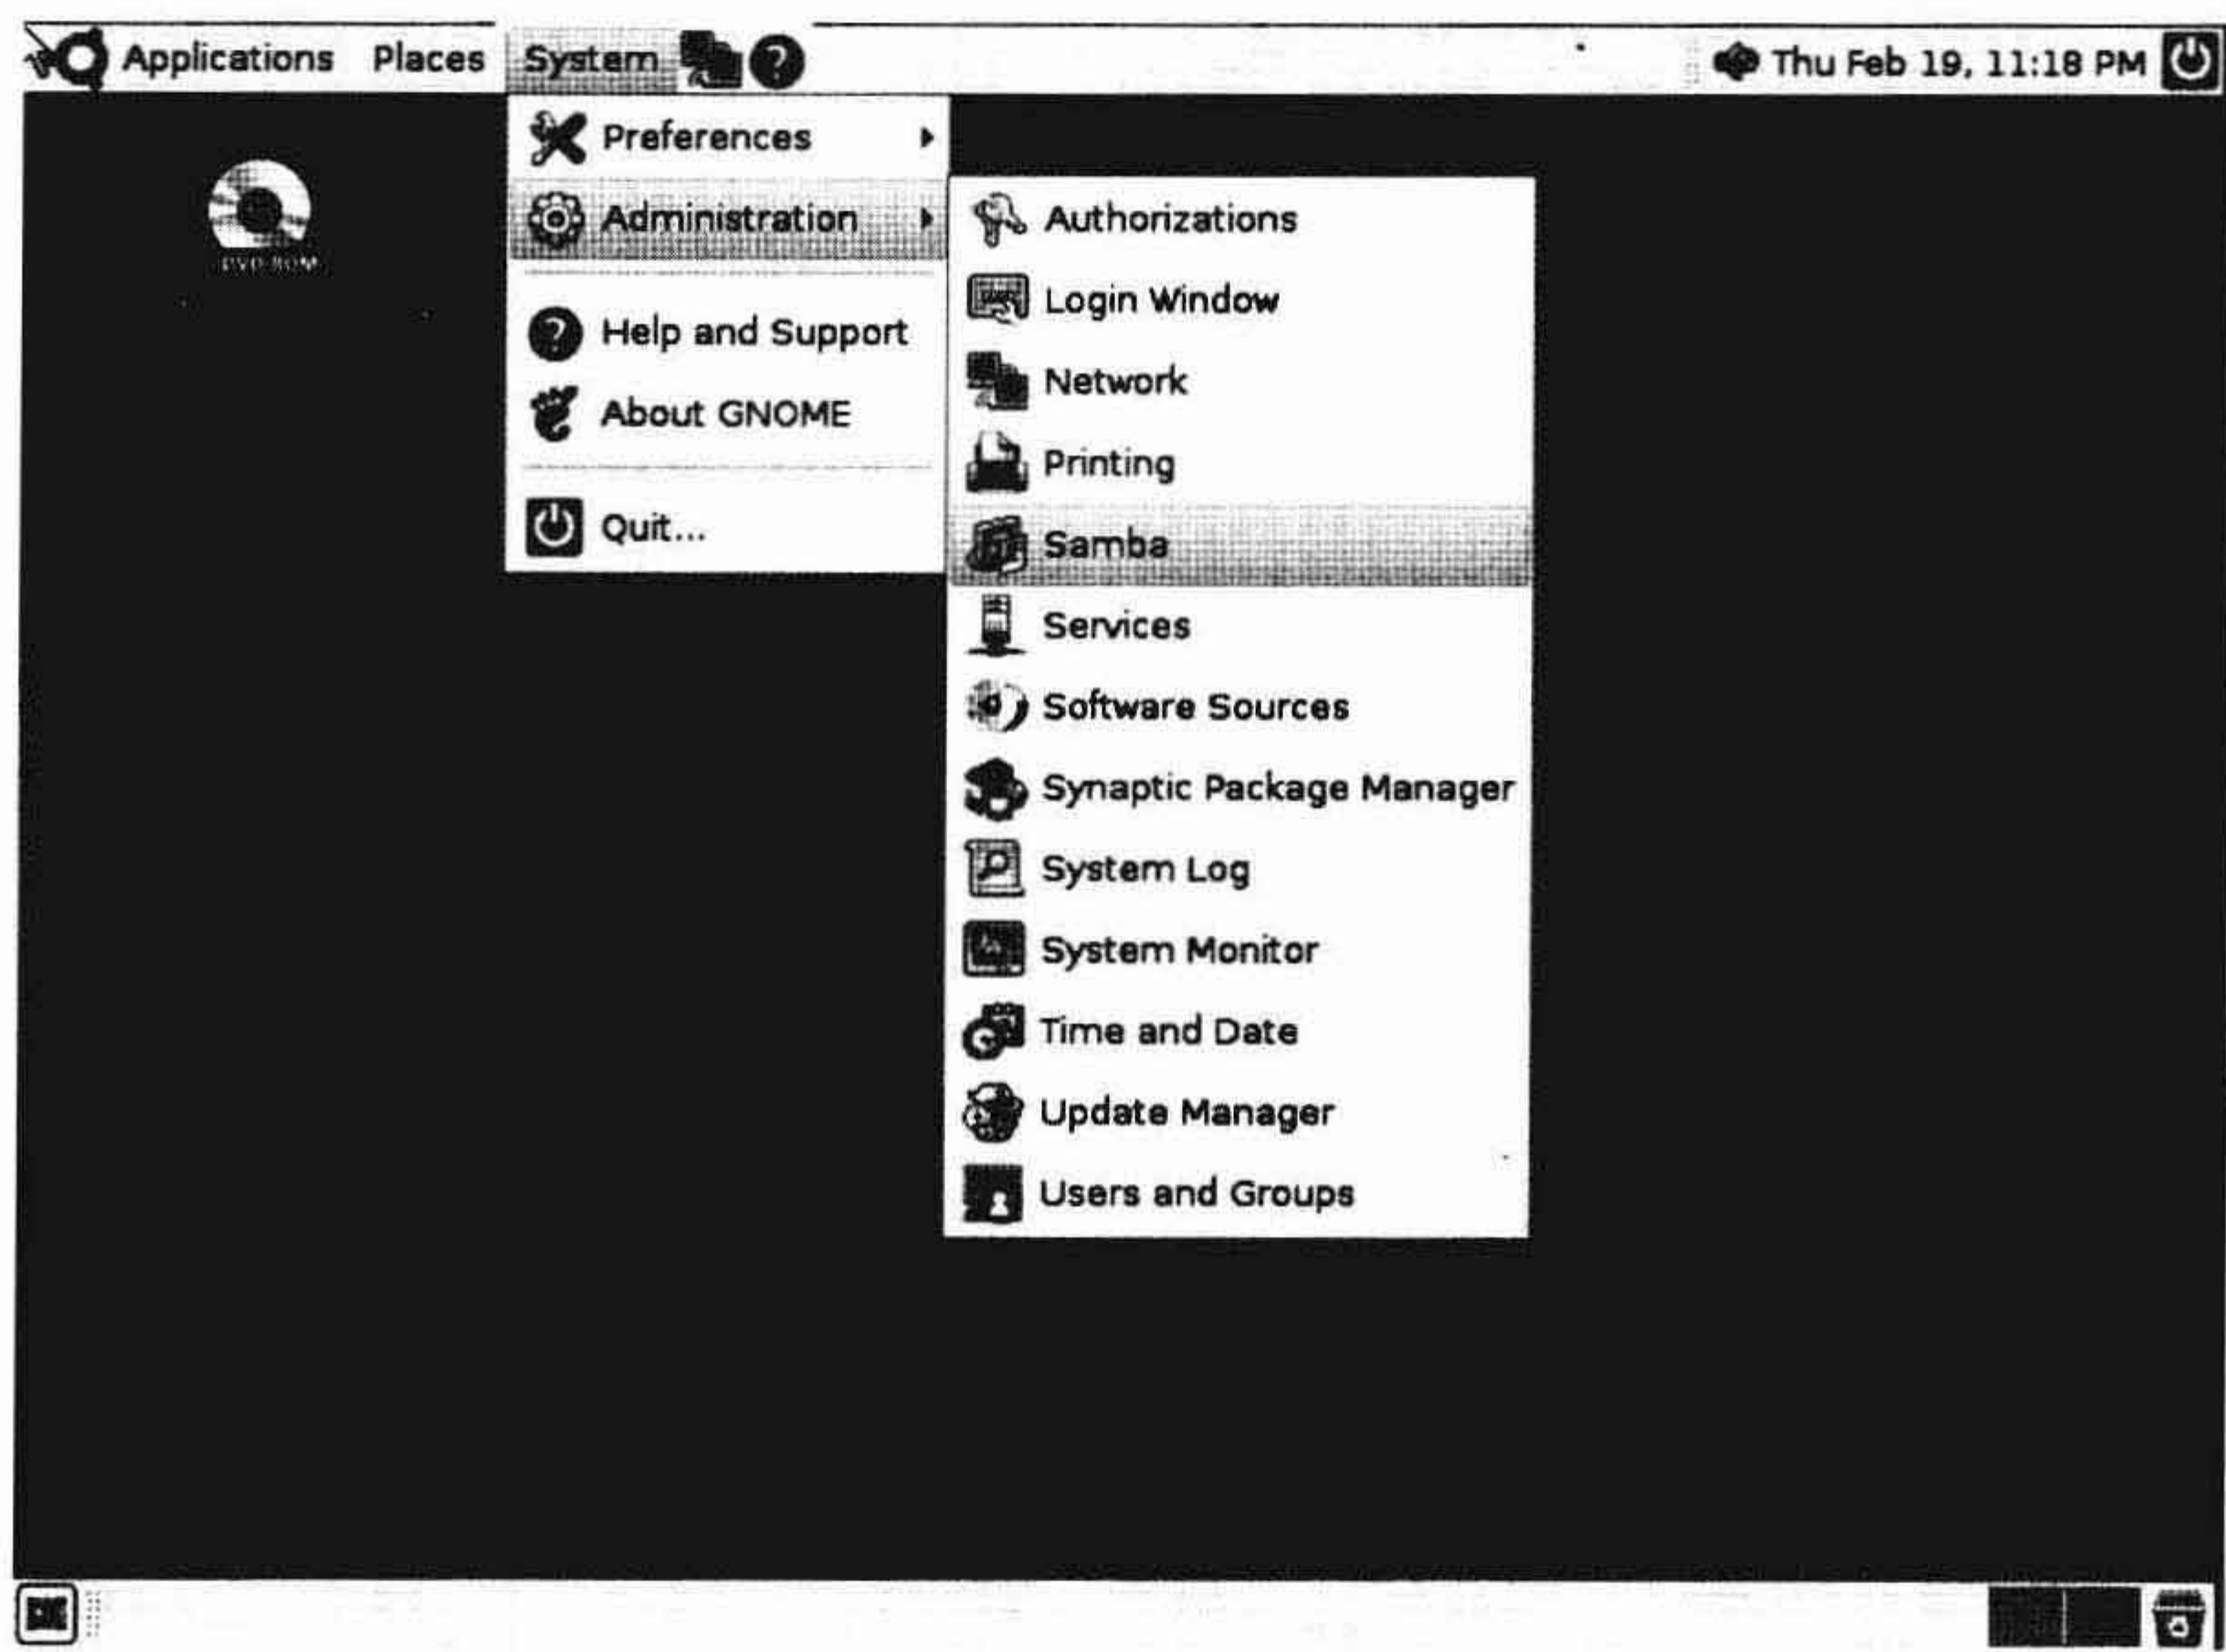 Applications Places System Thu Feb 19, 11:18 PM
Preferences
Administration
Help and Support
About GNOME
Quit...
DVD-ROM
Authorizations
Login Window
Network
Printing
Samba
Services
Software Sources
Synaptic Package Manager
System Log
System Monitor
Time and Date
Update Manager
Users and Groups